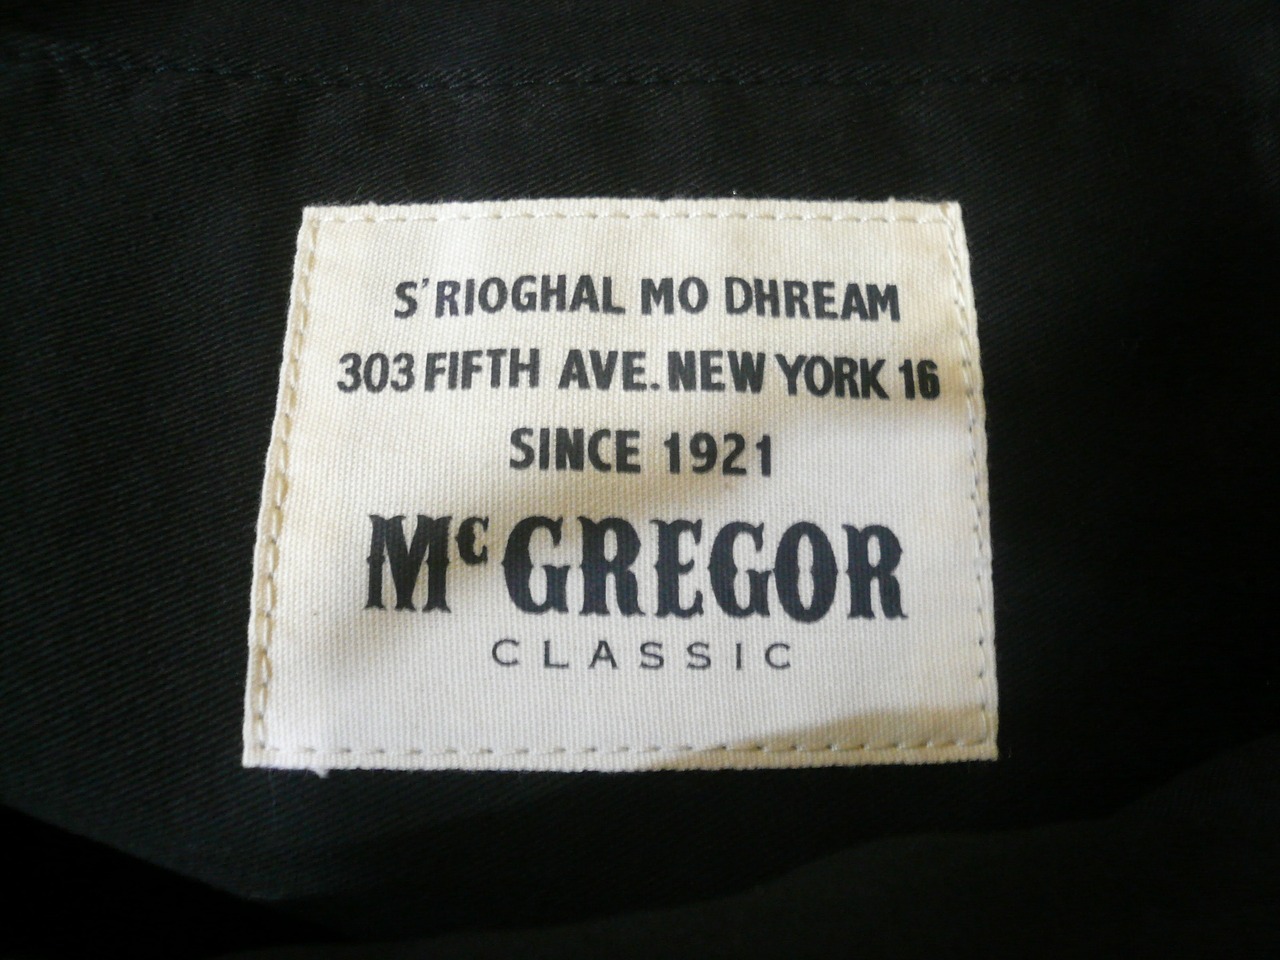 S'RIOGHAL MO DHREAM
303 FIFTH AVE. NEW YORK 16
SINCE 1921
McGREGOR
CLASSIC